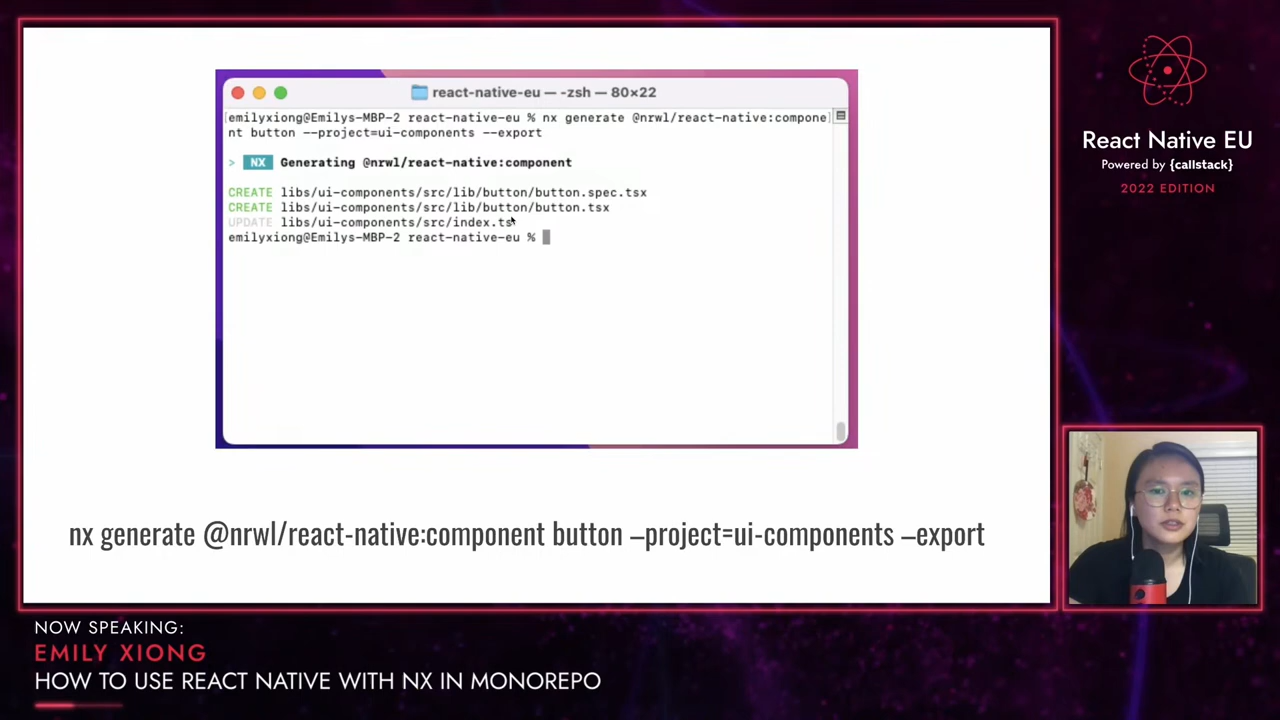 react-native-eu — -zsh — 80×22
[emilyxiong@Emilys-MBP-2 react-native-eu % nx generate @nrwl/react-native:compone]
nt button --project=ui-components --export
> NX Generating @nrwl/react-native:component
CREATE libs/ui-components/src/lib/button/button.spec.tsx
CREATE libs/ui-components/src/lib/button/button.tsx
UPDATE libs/ui-components/src/index.ts
emilyxiong@Emilys-MBP-2 react-native-eu %
nx generate @nrwl/react-native:component button –project=ui-components –export
React Native EU
Powered by {callstack}
2022 EDITION
NOW SPEAKING:
EMILY XIONG
HOW TO USE REACT NATIVE WITH NX IN MONOREPO